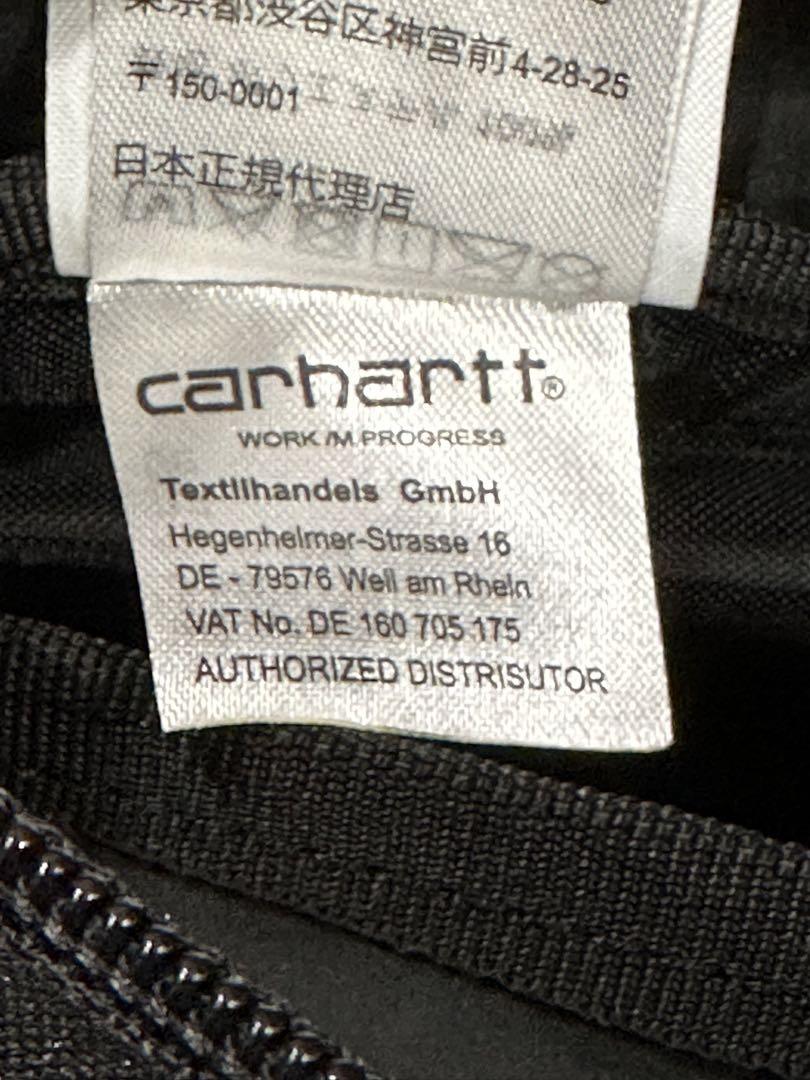 東京都渋谷区神宮前4-28-25
〒150-0001
日本正規代理店
carhartt®
WORK IN PROGRESS
Textilhandels GmbH
Hegenheimer-Strasse 16
DE - 79576 Weil am Rhein
VAT No. DE 160 705 175
AUTHORIZED DISTRISUTOR